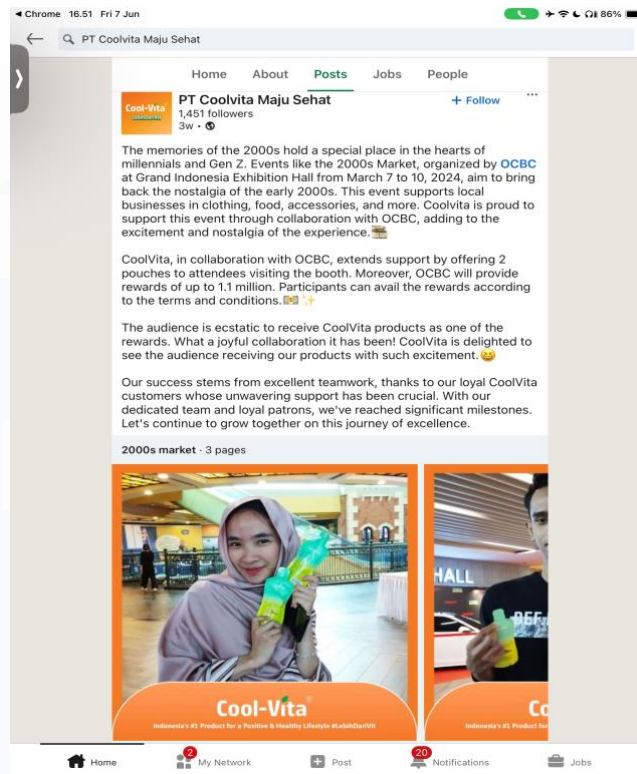 Chrome 16.51 Fri 7 Jun 86%
PT Coolvita Maju Sehat
Home About Posts Jobs People
Cool-Vita
PT Coolvita Maju Sehat
+ Follow
1,451 followers
3w
The memories of the 2000s hold a special place in the hearts of
millennials and Gen Z. Events like the 2000s Market, organized by OCBC
at Grand Indonesia Exhibition Hall from March 7 to 10, 2024, aim to bring
back the nostalgia of the early 2000s. This event supports local
businesses in clothing, food, accessories, and more. Coolvita is proud to
support this event through collaboration with OCBC, adding to the
excitement and nostalgia of the experience.
CoolVita, in collaboration with OCBC, extends support by offering 2
pouches to attendees visiting the booth. Moreover, OCBC will provide
rewards of up to 1.1 million. Participants can avail the rewards according
to the terms and conditions.
The audience is ecstatic to receive CoolVita products as one of the
rewards. What a joyful collaboration it has been! CoolVita is delighted to
see the audience receiving our products with such excitement.
Our success stems from excellent teamwork, thanks to our loyal CoolVita
customers whose unwavering support has been crucial. With our
dedicated team and loyal patrons, we've reached significant milestones.
Let's continue to grow together on this journey of excellence.
2000s market · 3 pages
HALL
Cool-Vita
Indonesia's #1 Product for a Positive & Healthy Lifestyle #LebihDariVit
Co
Indonesia's #1 Product for
2
20
Home My Network Post Notifications Jobs